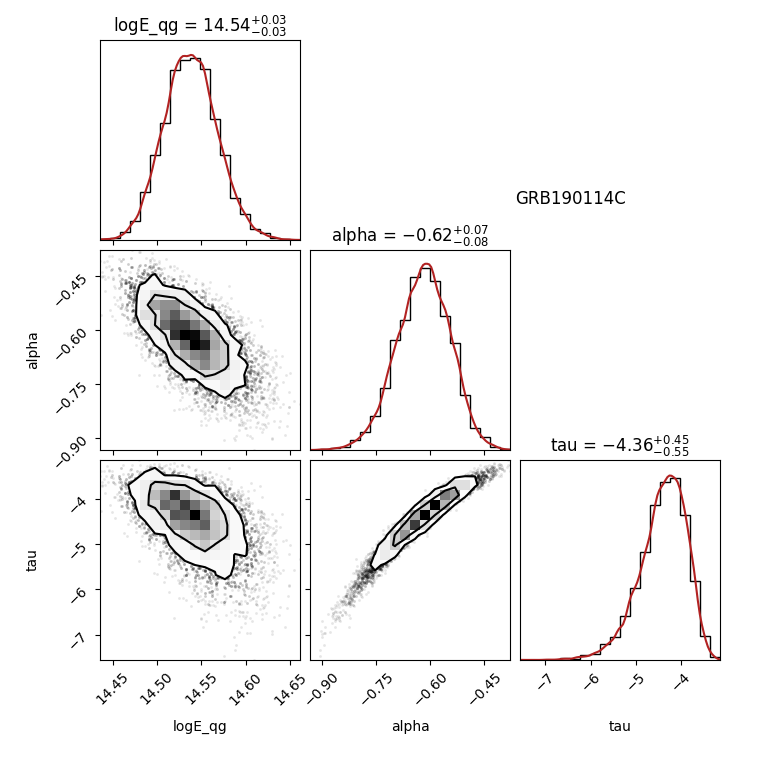 logE_qg = 14.54+0.03−0.03
GRB190114C
alpha = −0.62+0.07−0.08
−0.45
−0.60
−0.75
−0.90
alpha
tau = −4.36+0.45−0.55
−4
−5
−6
−7
tau
14.45 14.50 14.55 14.60 14.65
−0.90 −0.75 −0.60 −0.45
−7 −6 −5 −4
logE_qg alpha tau